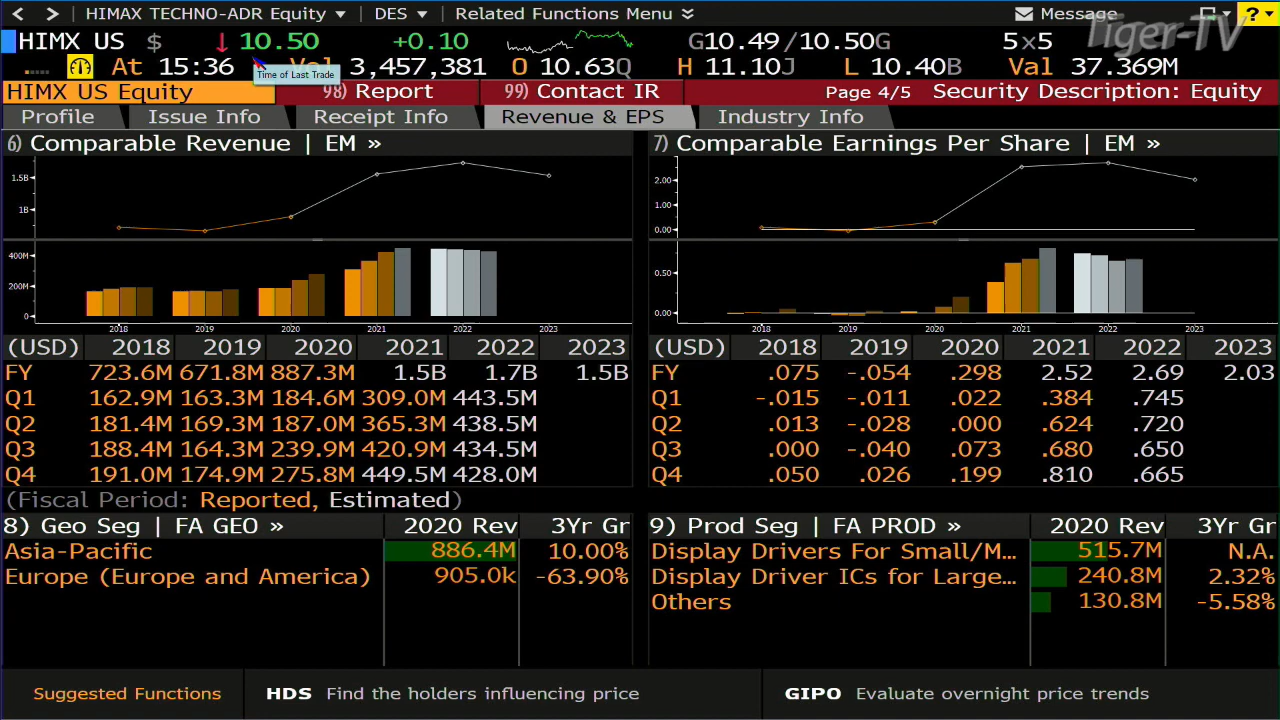 < > HIMAX TECHNO-ADR Equity DES Related Functions Menu Message ?
HIMX US $ ↓ 10.50 +0.10 G10.49/10.50G 5x5
Tiger-TV
At 15:36 Vol 3,457,381 O 10.63Q H 11.10J L 10.40B Val 37.369M
Time of Last Trade
HIMX US Equity 98) Report 99) Contact IR Page 4/5 Security Description: Equity
Profile Issue Info Receipt Info Revenue & EPS Industry Info
6) Comparable Revenue | EM »
1.5B
1B
400M
200M
0
2018 2019 2020 2021 2022 2023
(USD) 2018 2019 2020 2021 2022 2023
FY 723.6M 671.8M 887.3M 1.5B 1.7B 1.5B
Q1 162.9M 163.3M 184.6M 309.0M 443.5M
Q2 181.4M 169.3M 187.0M 365.3M 438.5M
Q3 188.4M 164.3M 239.9M 420.9M 434.5M
Q4 191.0M 174.9M 275.8M 449.5M 428.0M
(Fiscal Period: Reported, Estimated)
7) Comparable Earnings Per Share | EM »
2.00
1.00
0.00
0.50
0.00
2018 2019 2020 2021 2022 2023
(USD) 2018 2019 2020 2021 2022 2023
FY .075 -.054 .298 2.52 2.69 2.03
Q1 -.015 -.011 .022 .384 .745
Q2 .013 -.028 .000 .624 .720
Q3 .000 -.040 .073 .680 .650
Q4 .050 .026 .199 .810 .665
8) Geo Seg | FA GEO » 2020 Rev 3Yr Gr
Asia-Pacific 886.4M 10.00%
Europe (Europe and America) 905.0k -63.90%
9) Prod Seg | FA PROD » 2020 Rev 3Yr Gr
Display Drivers For Small/M... 515.7M N.A.
Display Driver ICs for Large... 240.8M 2.32%
Others 130.8M -5.58%
Suggested Functions HDS Find the holders influencing price GIPO Evaluate overnight price trends